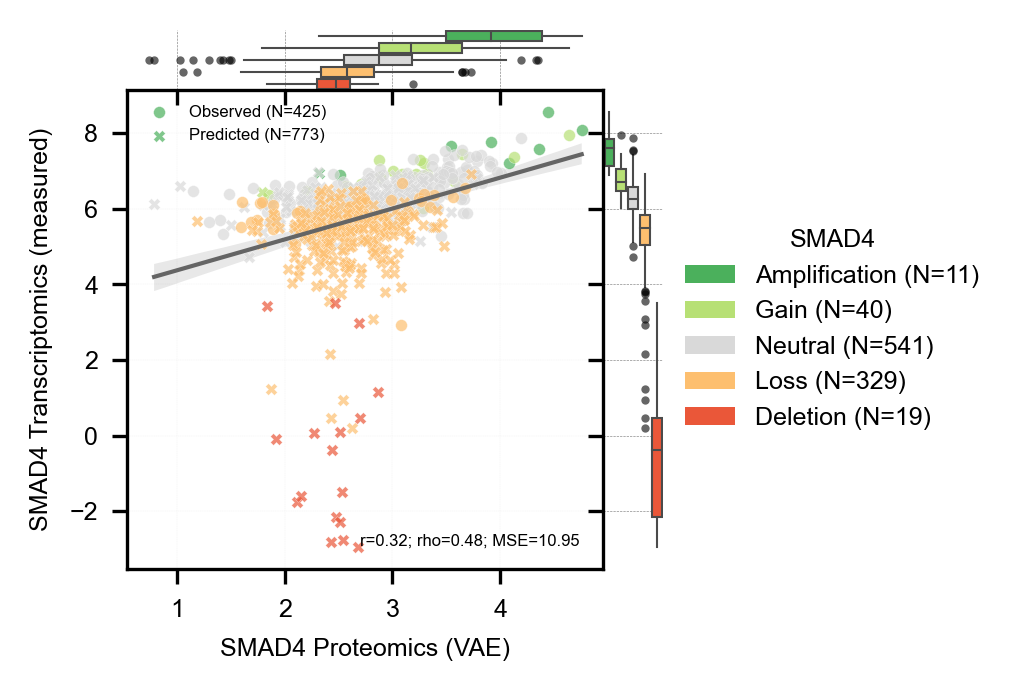 Observed (N=425)
Predicted (N=773)
8
6
4
2
0
−2
SMAD4 Transcriptomics (measured)
r=0.32; rho=0.48; MSE=10.95
1
2
3
4
SMAD4 Proteomics (VAE)
SMAD4
Amplification (N=11)
Gain (N=40)
Neutral (N=541)
Loss (N=329)
Deletion (N=19)